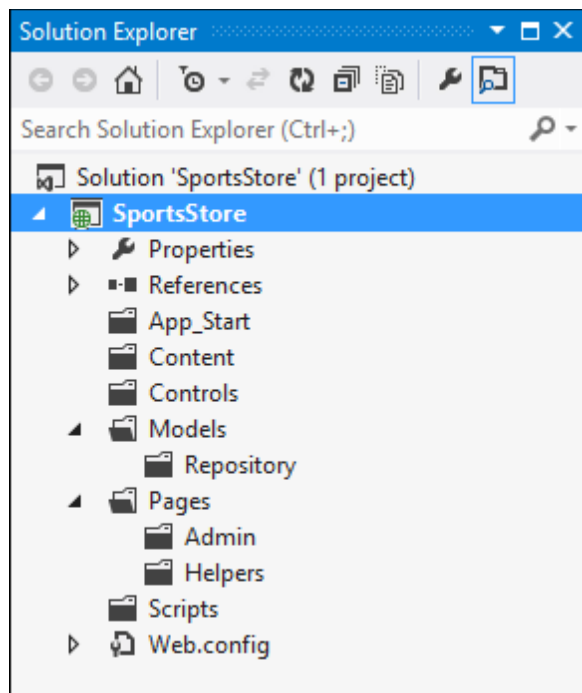 Solution Explorer
Search Solution Explorer (Ctrl+;)
Solution 'SportsStore' (1 project)
SportsStore
Properties
References
App_Start
Content
Controls
Models
Repository
Pages
Admin
Helpers
Scripts
Web.config